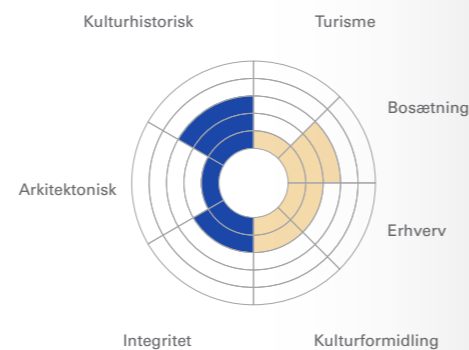 Kulturhistorisk
Turisme
Bosætning
Arkitektonisk
Erhverv
Integritet
Kulturformidling